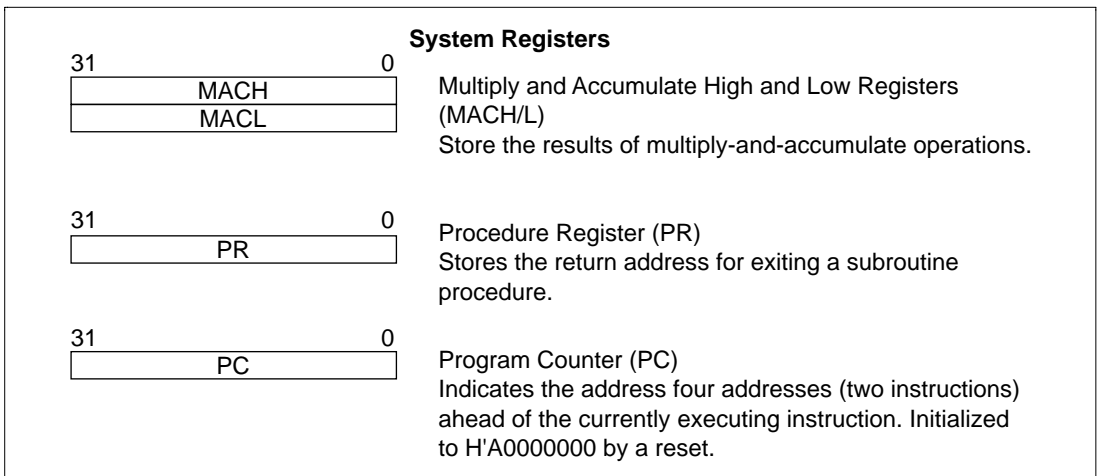 System Registers
31 0
MACH
MACL
Multiply and Accumulate High and Low Registers
(MACH/L)
Store the results of multiply-and-accumulate operations.
31 0
PR
Procedure Register (PR)
Stores the return address for exiting a subroutine
procedure.
31 0
PC
Program Counter (PC)
Indicates the address four addresses (two instructions)
ahead of the currently executing instruction. Initialized
to H'A0000000 by a reset.